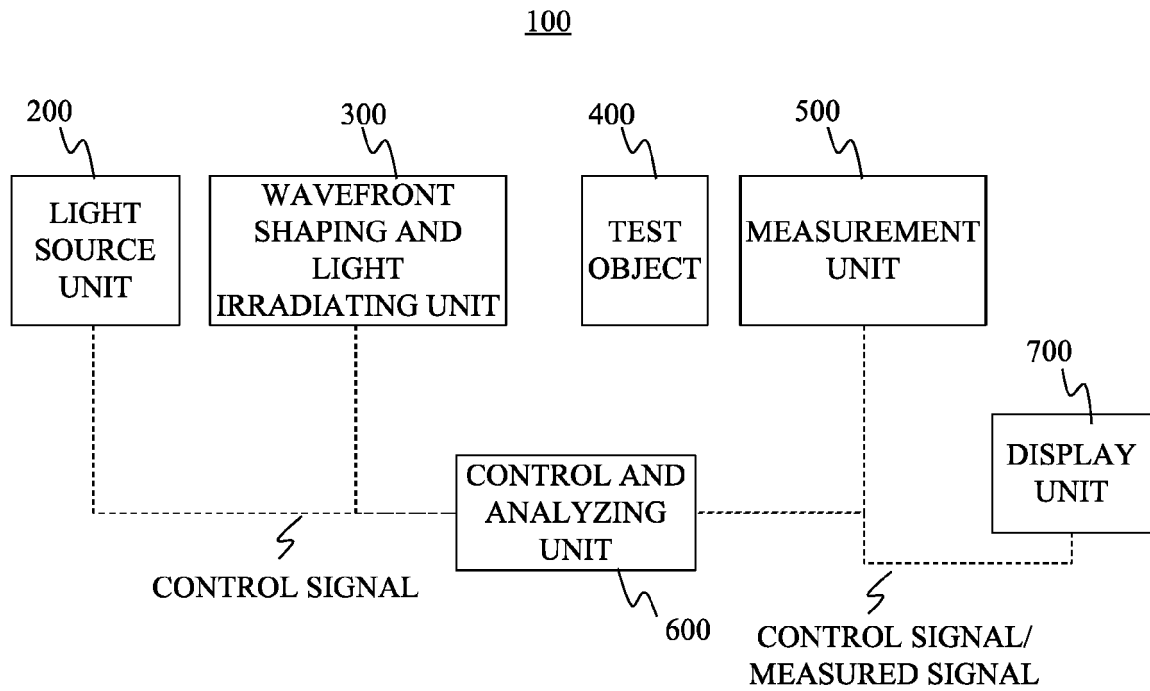 100
200
300
400
500
LIGHT
SOURCE
UNIT
WAVEFRONT
SHAPING AND
LIGHT
IRRADIATING UNIT
TEST
OBJECT
MEASUREMENT
UNIT
700
DISPLAY
UNIT
CONTROL AND
ANALYZING
UNIT
CONTROL SIGNAL
600
CONTROL SIGNAL/
MEASURED SIGNAL